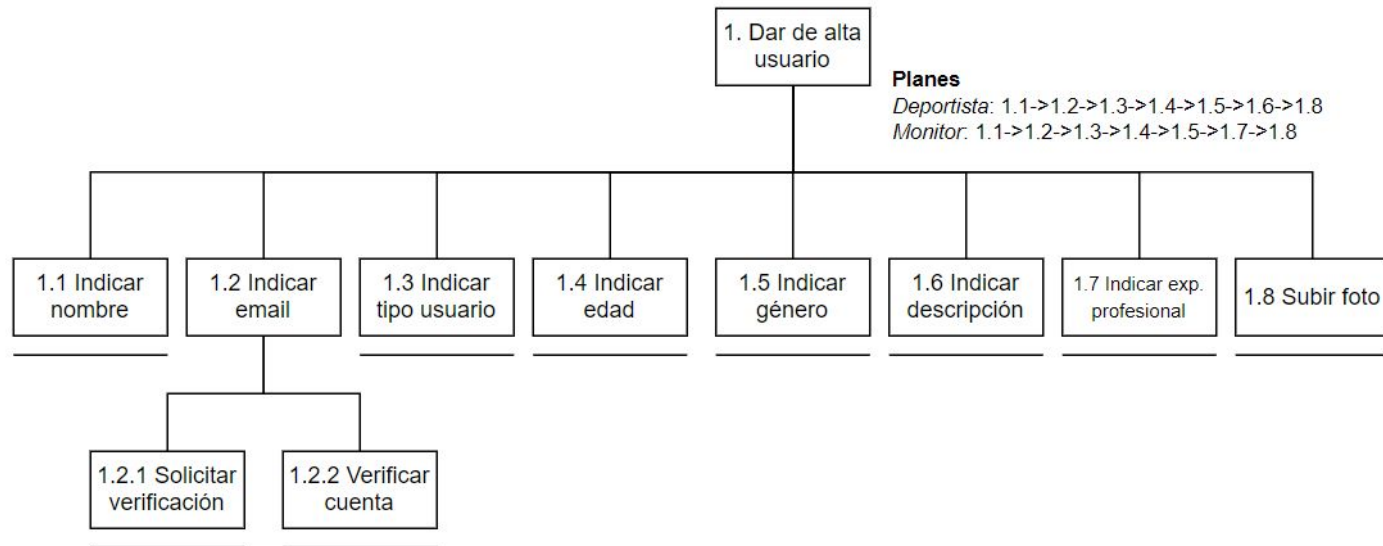 1. Dar de alta
usuario
Planes
Deportista: 1.1->1.2->1.3->1.4->1.5->1.6->1.8
Monitor: 1.1->1.2->1.3->1.4->1.5->1.7->1.8
1.1 Indicar
nombre
1.2 Indicar
email
1.3 Indicar
tipo usuario
1.4 Indicar
edad
1.5 Indicar
género
1.6 Indicar
descripción
1.7 Indicar exp.
profesional
1.8 Subir foto
1.2.1 Solicitar
verificación
1.2.2 Verificar
cuenta